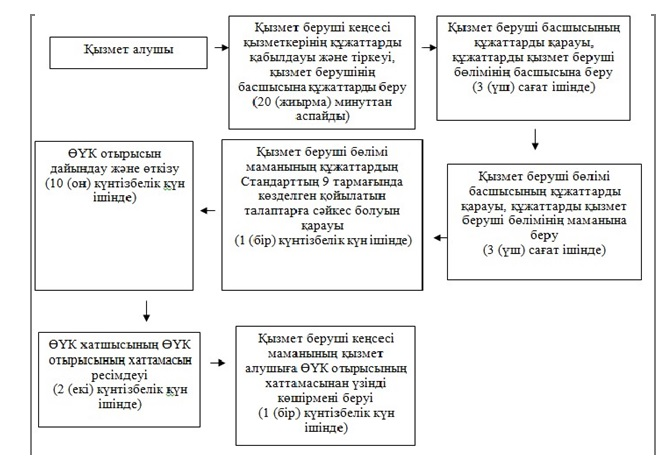 Қызмет алушы
Қызмет беруші кеңсесі
қызметкерінің құжаттарды
қабылдауы және тіркеуі,
қызмет берушінің
басшысына құжаттарды беру
(20 (жиырма) минуттан
аспайды)
Қызмет беруші басшысының
құжаттарды қарауы,
құжаттарды қызмет беруші
бөлімінің басшысына беру
(3 (үш) сағат ішінде)
Қызмет беруші бөлімі
басшысының құжаттарды
қарауы, құжаттарды қызмет
беруші бөлімінің маманына
беру
(3 (үш) сағат ішінде)
Қызмет беруші бөлімі
маманының құжаттардың
Стандарттың 9 тармағында
көзделген қойылатын
талаптарға сәйкес болуын
қарауы
(1 (бір) күнтізбелік күн ішінде)
ӨҮК отырысын
дайындау және өткізу
(10 (он) күнтізбелік күн
ішінде)
ӨҮК хатшысының ӨҮК
отырысының хаттамасын
ресімдеуі
(2 (екі) күнтізбелік күн
ішінде)
Қызмет беруші кеңсесі
маманының қызмет
алушыға ӨҮК отырысының
хаттамасынан үзінді
көшірмені беруі
(1 (бір) күнтізбелік күн
ішінде)